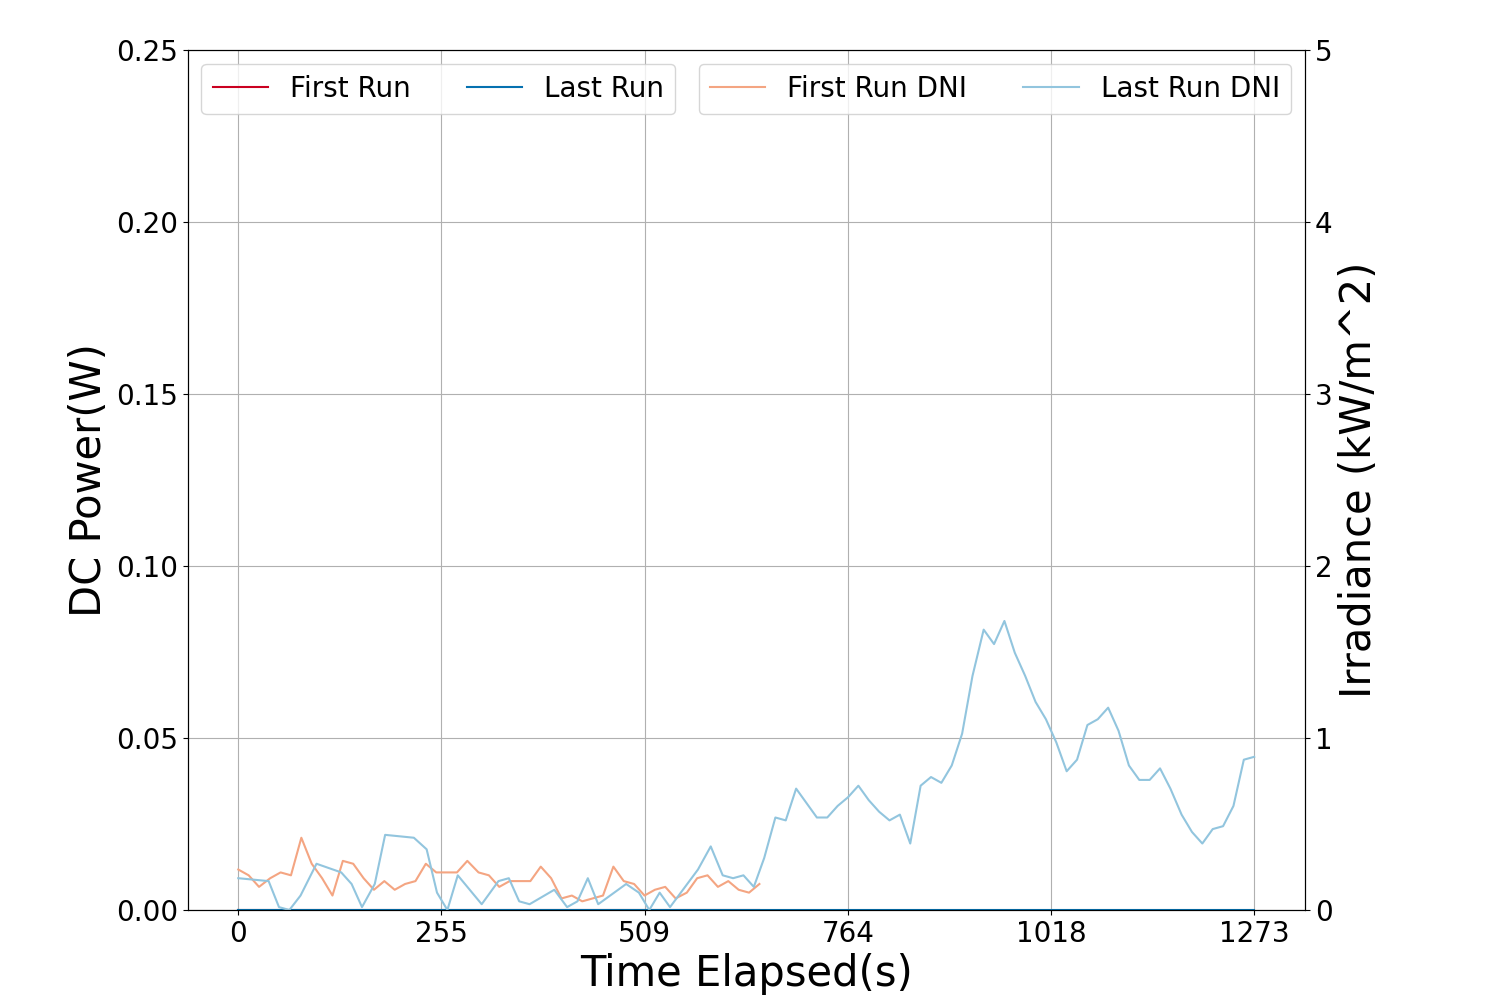 First Run
Last Run
First Run DNI
Last Run DNI
0.25
0.20
0.15
0.10
0.05
0.00
DC Power(W)
5
4
3
2
1
0
Irradiance (kW/m^2)
0
255
509
764
1018
1273
Time Elapsed(s)